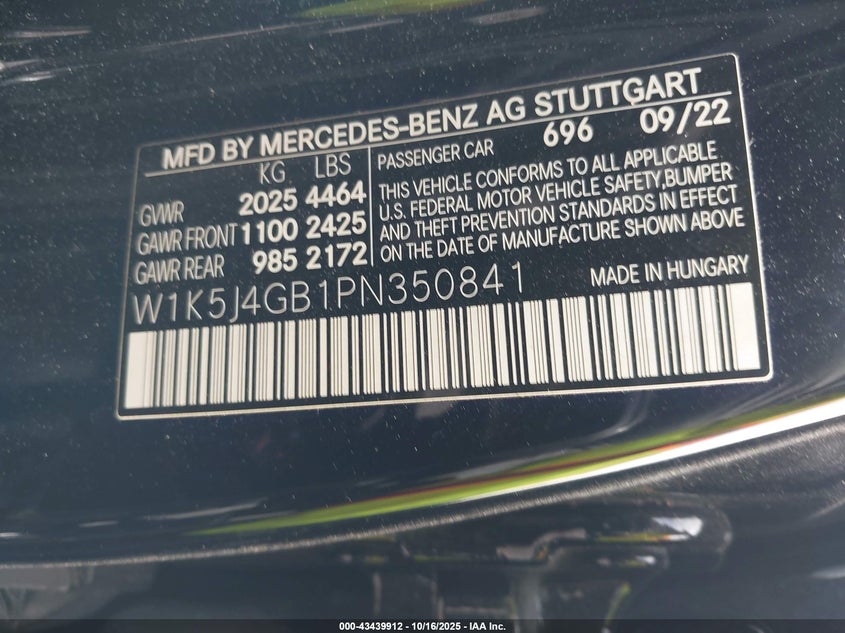 MFD BY MERCEDES-BENZ AG STUTTGART
KG LBS
GVWR 2025 4464
GAWR FRONT 1100 2425
GAWR REAR 985 2172
PASSENGER CAR 696 09/22
THIS VEHICLE CONFORMS TO ALL APPLICABLE
U.S. FEDERAL MOTOR VEHICLE SAFETY,BUMPER
AND THEFT PREVENTION STANDARDS IN EFFECT
ON THE DATE OF MANUFACTURE SHOWN ABOVE
W1K5J4GB1PN350841
MADE IN HUNGARY
000-43439912 - 10/16/2025 - IAA Inc.